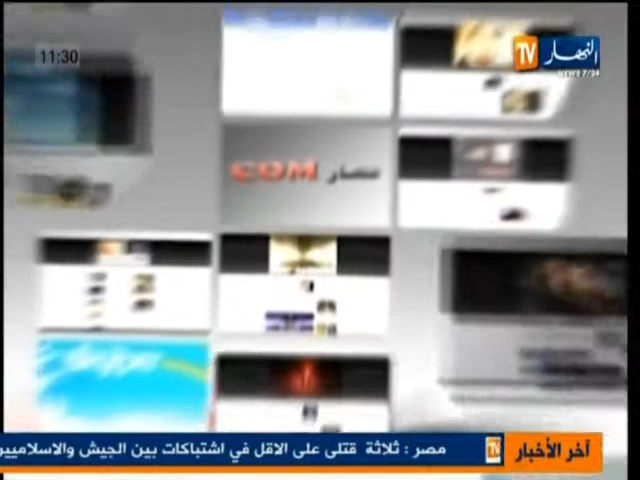 11:30
النهار TV
NEWS 7/24
COM نهار
آخر الأخبار
مصر : ثلاثة قتلى على الاقل في اشتباكات بين الجيش والاسلاميين
TV